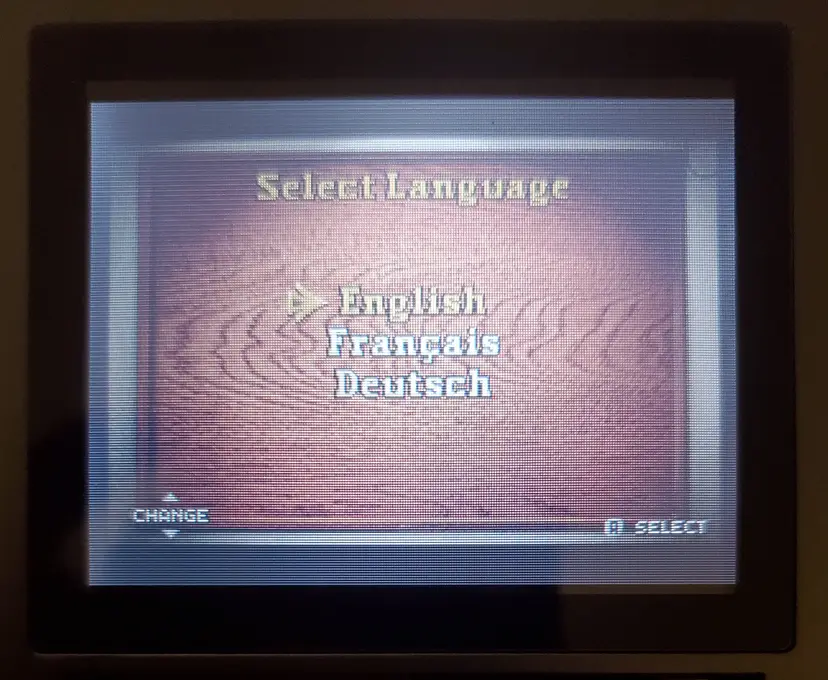 Select Language
English
Français
Deutsch
CHANGE
A SELECT